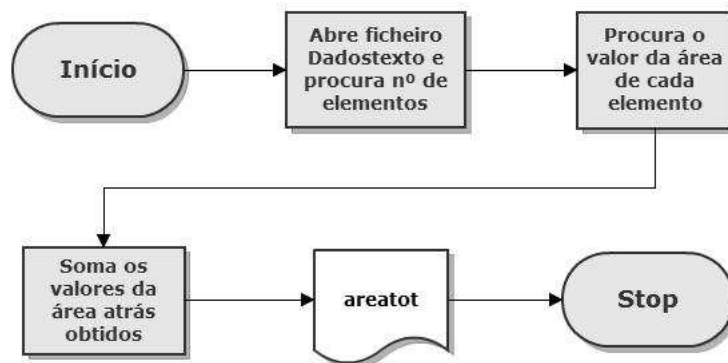 Início
Abre ficheiro
Dadostexto e
procura nº de
elementos
Procura o
valor da área
de cada
elemento
Soma os
valores da
área atrás
obtidos
areatot
Stop